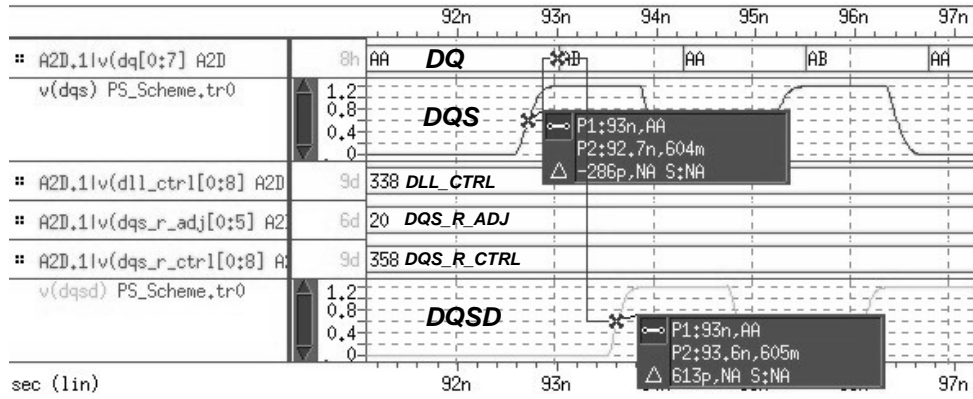 92n 93n 94n 95n 96n 97n
A2D.1|v(dq[0:7] A2D 8h AA DQ AB AA AB AA
v(dqs) PS_Scheme.tr0
1.2
0.8
0.4
0
DQS
P1:93n,AA
P2:92.7n,604m
△ -286p,NA S:NA
A2D.1|v(dll_ctrl[0:8] A2D 9d 338 DLL_CTRL
A2D.1|v(dqs_r_adj[0:5] A2 6d 20 DQS_R_ADJ
A2D.1|v(dqs_r_ctrl[0:8] A 9d 358 DQS_R_CTRL
v(dqsd) PS_Scheme.tr0
1.2
0.8
0.4
0
DQSD
P1:93n,AA
P2:93.6n,605m
△ 613p,NA S:NA
sec (lin) 92n 93n 97n